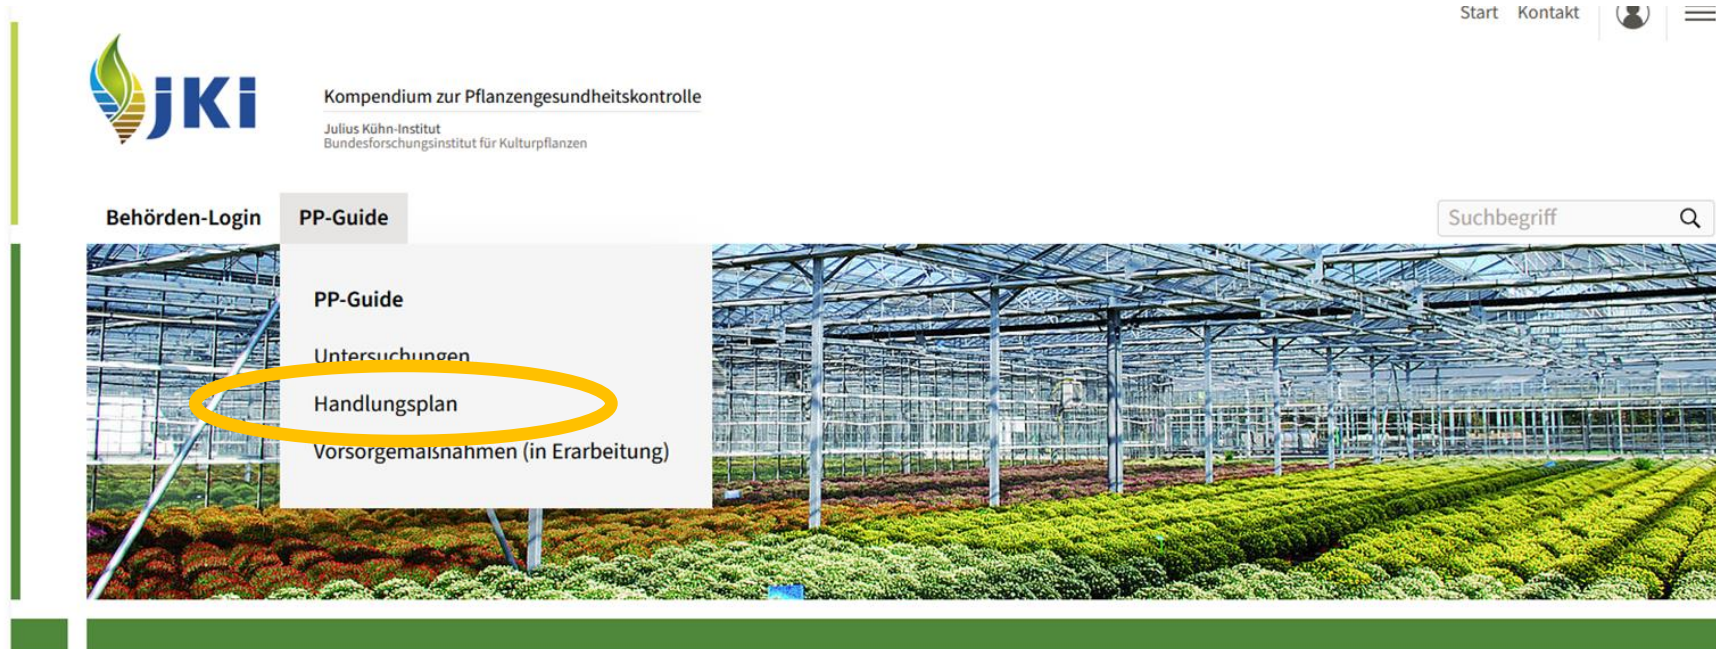 Start Kontakt
jKi
Kompendium zur Pflanzengesundheitskontrolle
Julius Kühn-Institut
Bundesforschungsinstitut für Kulturpflanzen
Behörden-Login PP-Guide
Suchbegriff
PP-Guide
Untersuchungen
Handlungsplan
Vorsorgemaßnahmen (in Erarbeitung)